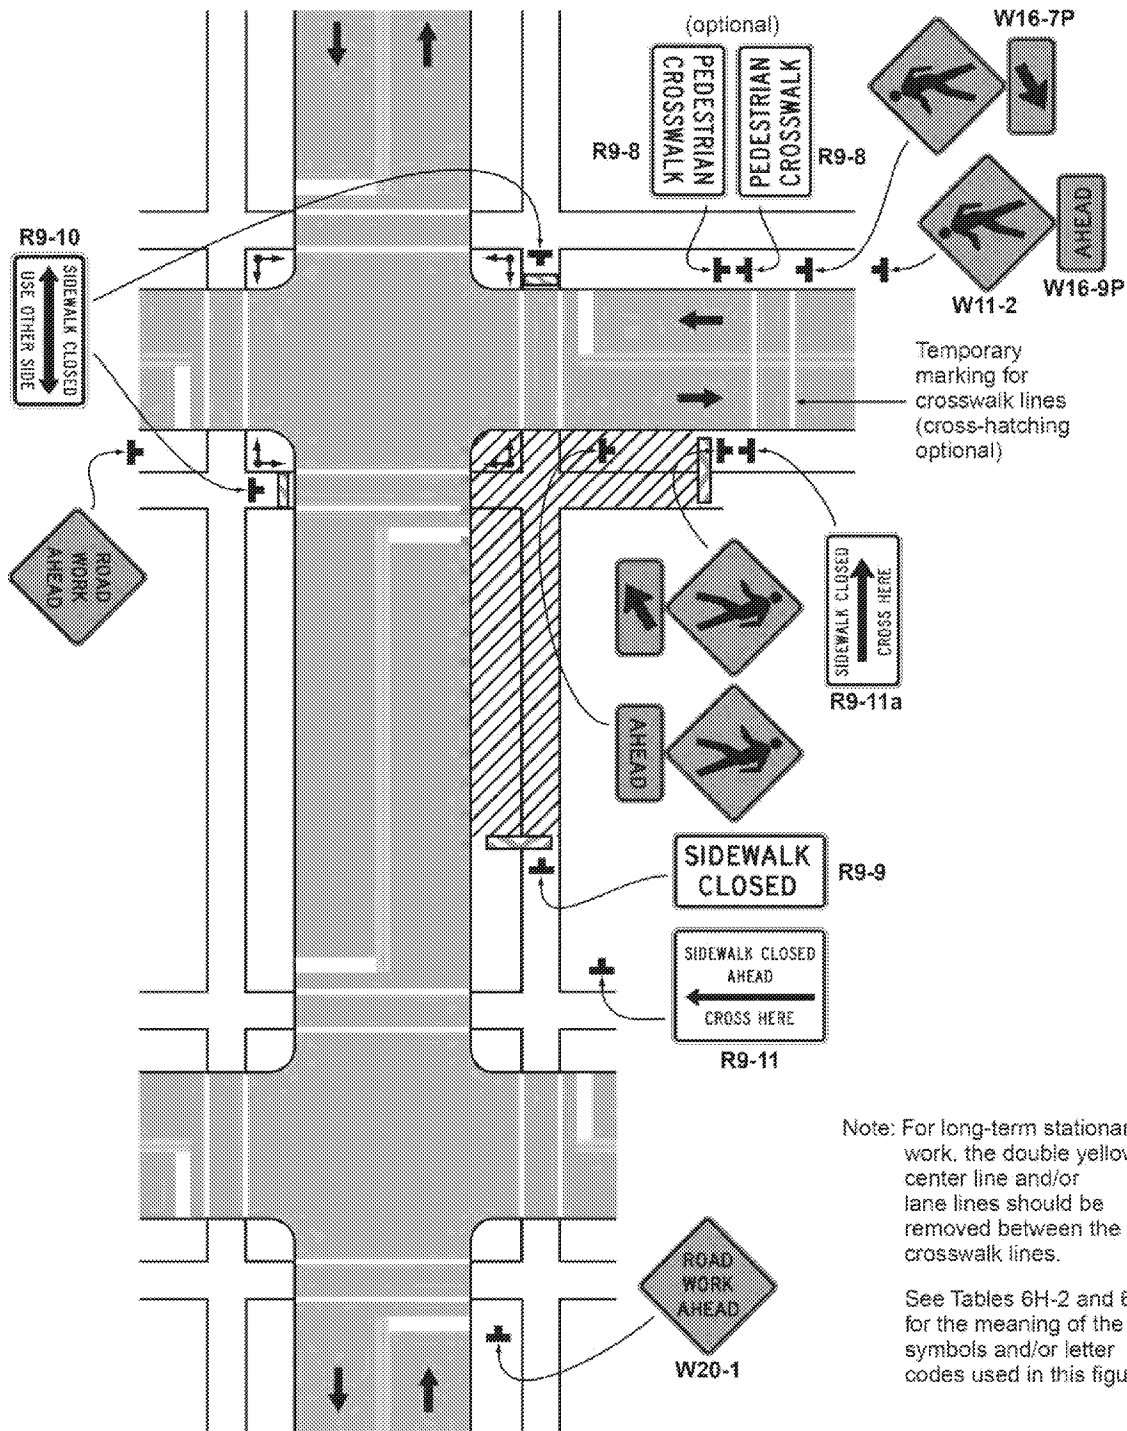 (optional)
PEDESTRIAN
CROSSWALK
PEDESTRIAN
CROSSWALK
R9-8
R9-8
W16-7P
AHEAD
W11-2
W16-9P
R9-10
SIDEWALK CLOSED
USE OTHER SIDE
Temporary
marking for
crosswalk lines
(cross-hatching
optional)
ROAD
WORK
AHEAD
SIDEWALK CLOSED
CROSS HERE
R9-11a
AHEAD
SIDEWALK
CLOSED
R9-9
SIDEWALK CLOSED
AHEAD
CROSS HERE
R9-11
Note: For long-term stationar
work, the double yellow
center line and/or
lane lines should be
removed between the
crosswalk lines.
See Tables 6H-2 and 6
for the meaning of the
symbols and/or letter
codes used in this figu
ROAD
WORK
AHEAD
W20-1